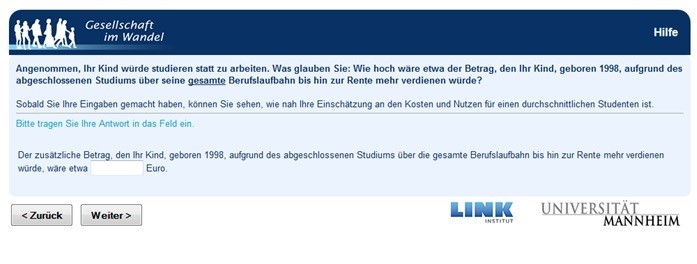 Gesellschaft
im Wandel
Hilfe
Angenommen, Ihr Kind würde studieren statt zu arbeiten. Was glauben Sie: Wie hoch wäre etwa der Betrag, den Ihr Kind, geboren 1998, aufgrund des
abgeschlossenen Studiums über seine gesamte Berufslaufbahn bis hin zur Rente mehr verdienen würde?
Sobald Sie Ihre Eingaben gemacht haben, können Sie sehen, wie nah Ihre Einschätzung an den Kosten und Nutzen für einen durchschnittlichen Studenten ist.
Bitte tragen Sie Ihre Antwort in das Feld ein.
Der zusätzliche Betrag, den Ihr Kind, geboren 1998, aufgrund des abgeschlossenen Studiums über die gesamte Berufslaufbahn bis hin zur Rente mehr verdienen
würde, wäre etwa Euro.
< Zurück Weiter >
LINK
INSTITUT
UNIVERSITÄT
MANNHEIM